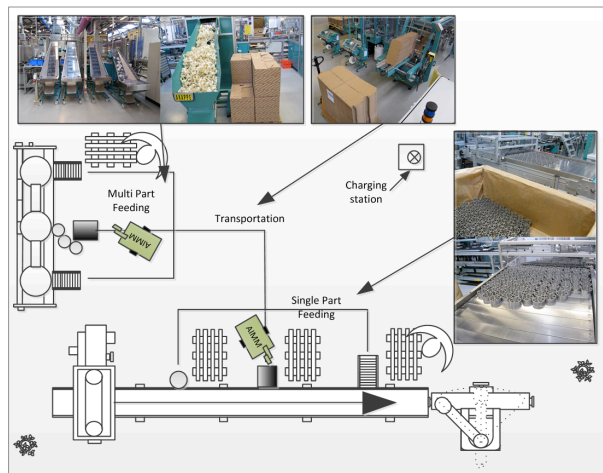 Multi Part
Feeding
AIMM
Transportation
Charging
station
Single Part
Feeding
AIMM